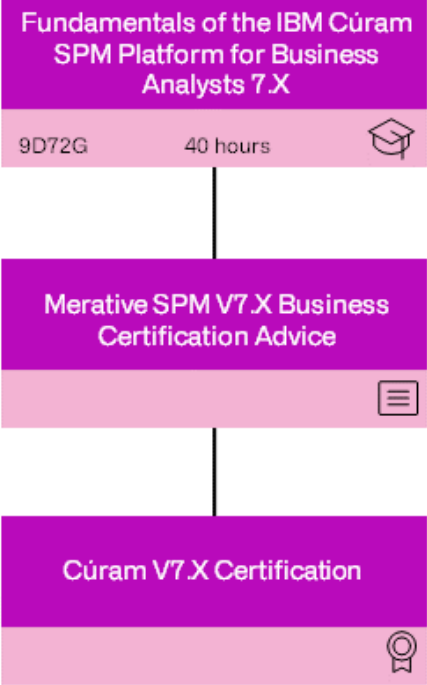 Fundamentals of the IBM Cúram
SPM Platform for Business
Analysts 7.X
9D72G 40 hours
Merative SPM V7.X Business
Certification Advice
Cúram V7.X Certification